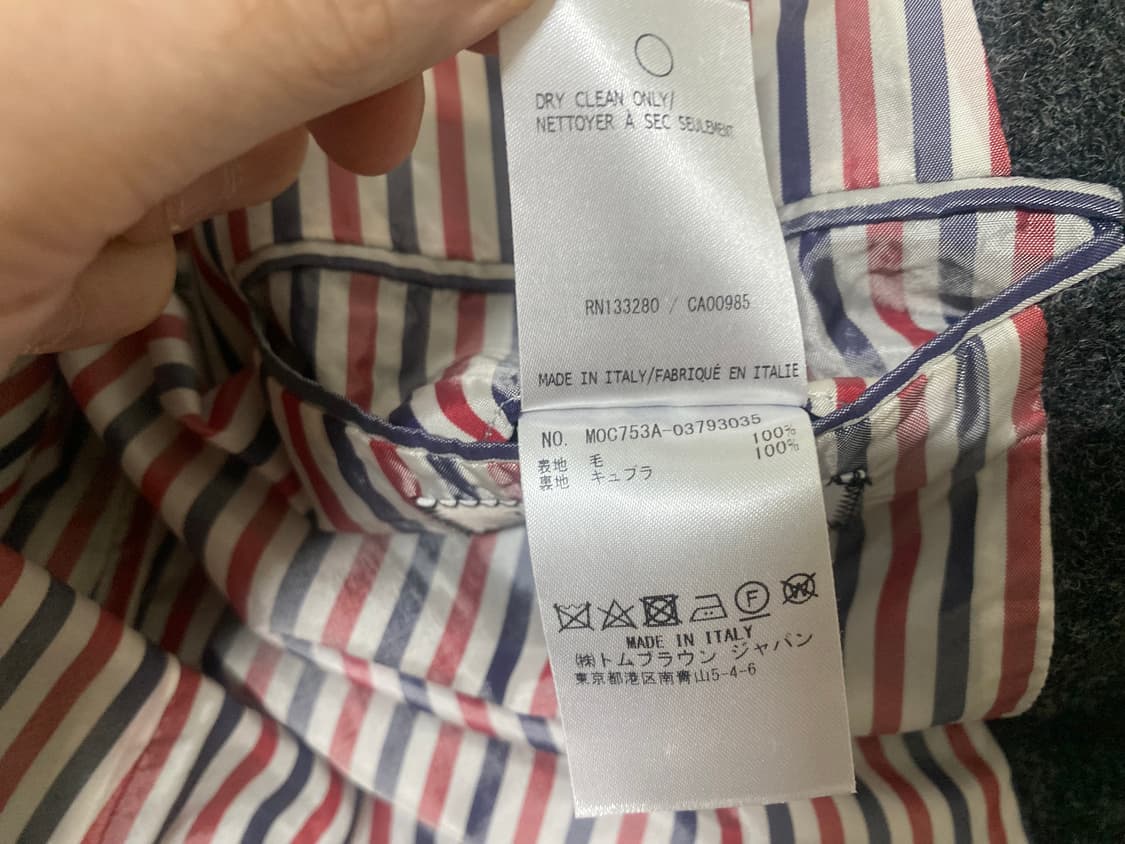 DRY CLEAN ONLY/
NETTOYER À SEC SEULEMENT
RN133280 / CA00985
MADE IN ITALY/FABRIQUÉ EN ITALIE
NO. MOC753A-03793035
表地 毛 100%
裏地 キュプラ 100%
F W
MADE IN ITALY
㈱トムブラウン ジャパン
東京都港区南青山5-4-6